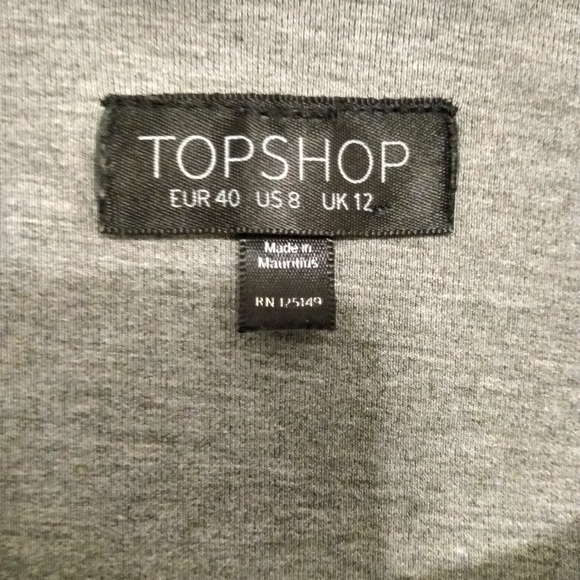 TOPSHOP
EUR 40 US 8 UK 12
Made in
Mauritius
RN 125149